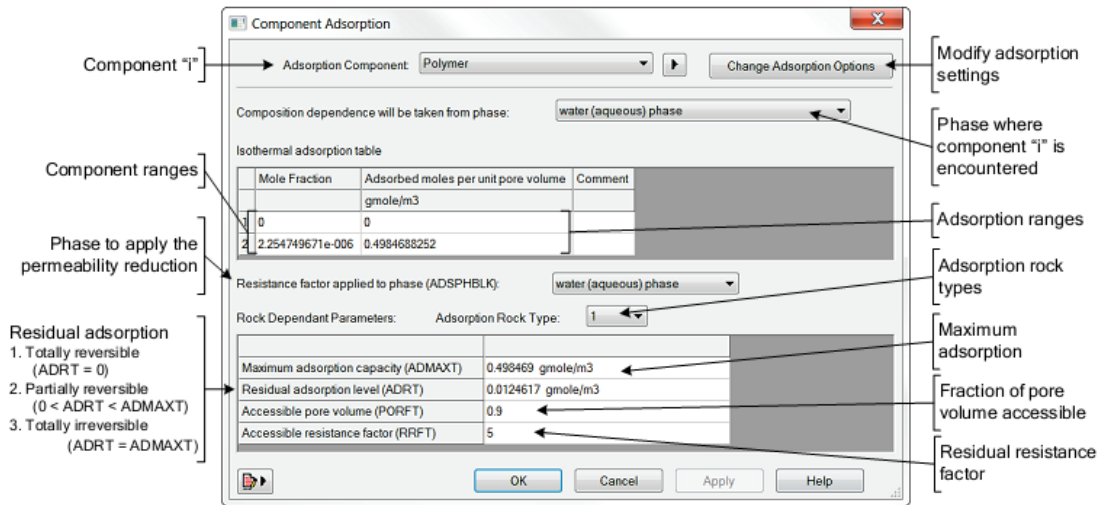 Component Adsorption
Component “i”
Adsorption Component: Polymer
Change Adsorption Options
Modify adsorption
settings
Composition dependence will be taken from phase: water (aqueous) phase
Phase where
component “i” is
encountered
Isothermal adsorption table
Component ranges
Mole Fraction Adsorbed moles per unit pore volume Comment
gmole/m3
1 0 0
2 2.254749671e-006 0.4984688252
Adsorption ranges
Phase to apply the
permeability reduction
Resistance factor applied to phase (ADSPHBLK): water (aqueous) phase
Adsorption rock
types
Rock Dependant Parameters: Adsorption Rock Type: 1
Residual adsorption
1. Totally reversible
(ADRT = 0)
2. Partially reversible
(0 < ADRT < ADMAXT)
3. Totally irreversible
(ADRT = ADMAXT)
Maximum adsorption capacity (ADMAXT) 0.498469 gmole/m3
Residual adsorption level (ADRT) 0.0124617 gmole/m3
Accessible pore volume (PORFT) 0.9
Accessible resistance factor (RRFT) 5
Maximum
adsorption
Fraction of pore
volume accessible
Residual resistance
factor
OK Cancel Apply Help